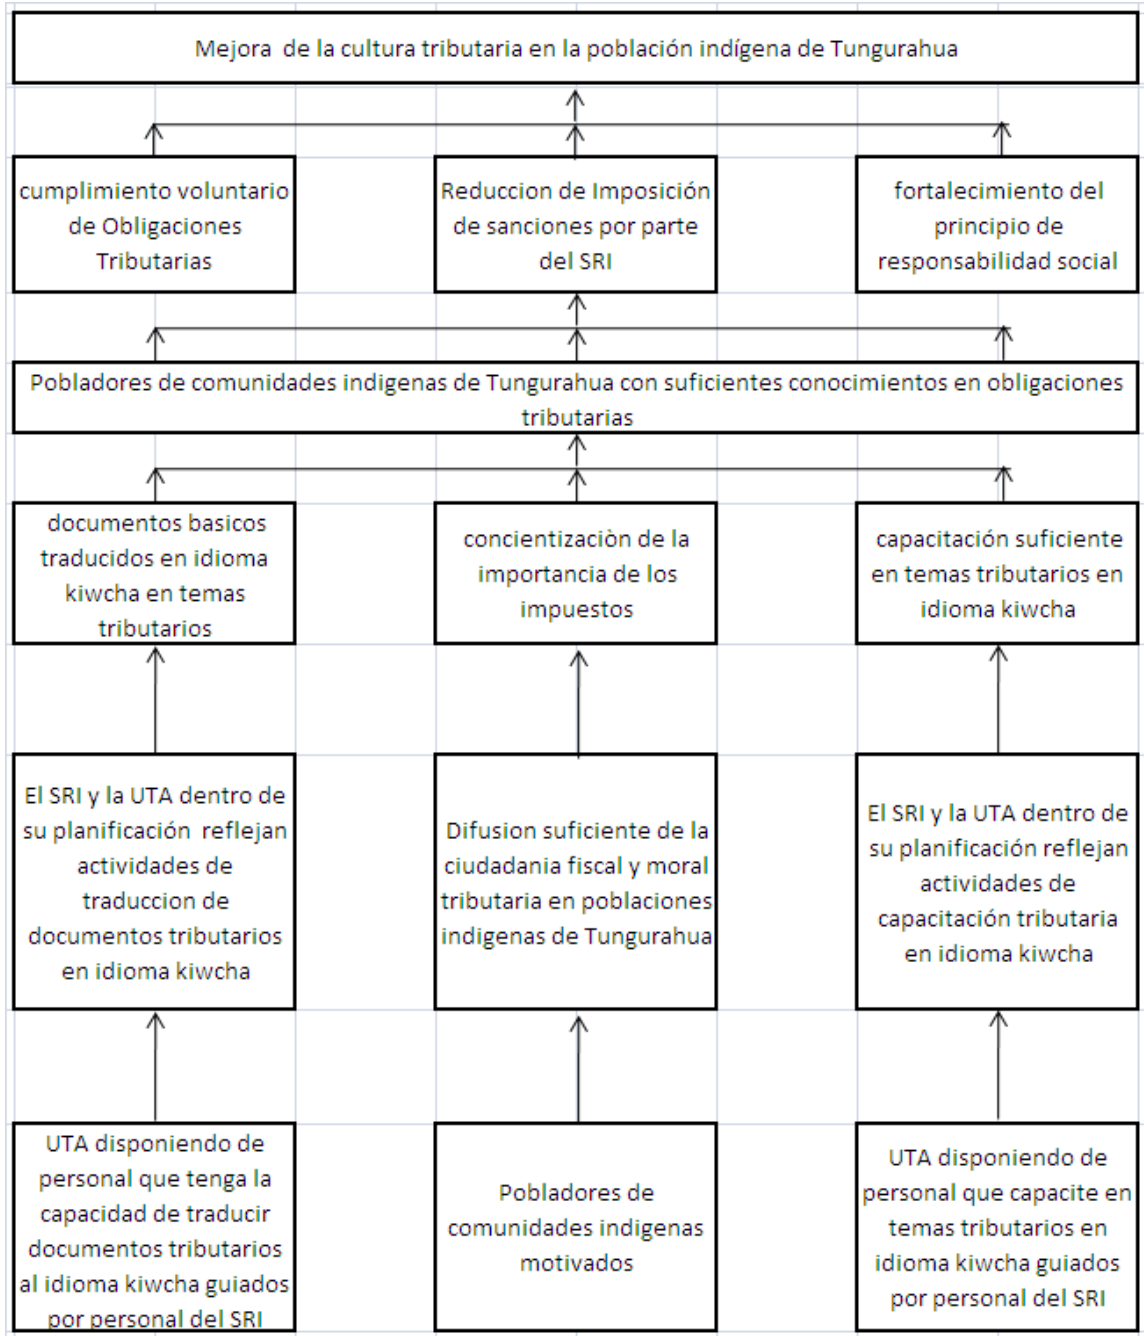 Mejora de la cultura tributaria en la población indígena de Tungurahua
cumplimiento voluntario
de Obligaciones
Tributarias
Reduccion de Imposición
de sanciones por parte
del SRI
fortalecimiento del
principio de
responsabilidad social
Pobladores de comunidades indigenas de Tungurahua con suficientes conocimientos en obligaciones
tributarias
documentos basicos
traducidos en idioma
kiwcha en temas
tributarios
concientizaciòn de la
importancia de los
impuestos
capacitación suficiente
en temas tributarios en
idioma kiwcha
El SRI y la UTA dentro de
su planificación reflejan
actividades de
traduccion de
documentos tributarios
en idioma kiwcha
Difusion suficiente de la
ciudadania fiscal y moral
tributaria en poblaciones
indigenas de Tungurahua
El SRI y la UTA dentro de
su planificación reflejan
actividades de
capacitación tributaria
en idioma kiwcha
UTA disponiendo de
personal que tenga la
capacidad de traducir
documentos tributarios
al idioma kiwcha guiados
por personal del SRI
Pobladores de
comunidades indigenas
motivados
UTA disponiendo de
personal que capacite en
temas tributarios en
idioma kiwcha guiados
por personal del SRI